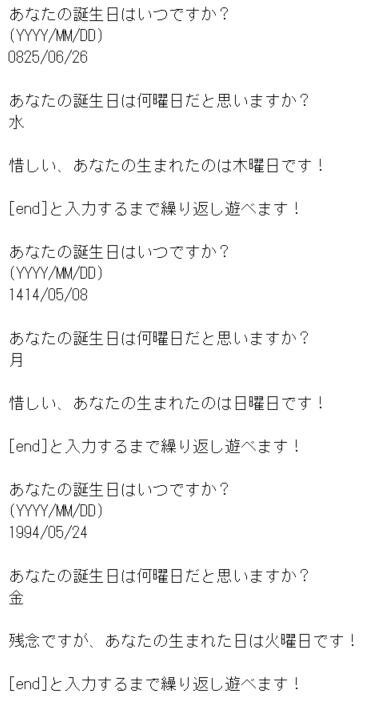 あなたの誕生日はいつですか？
(YYYY/MM/DD)
0825/06/26
あなたの誕生日は何曜日だと思いますか？
水
惜しい、あなたの生まれたのは木曜日です！
[end]と入力するまで繰り返し遊べます！
あなたの誕生日はいつですか？
(YYYY/MM/DD)
1414/05/08
あなたの誕生日は何曜日だと思いますか？
月
惜しい、あなたの生まれたのは日曜日です！
[end]と入力するまで繰り返し遊べます！
あなたの誕生日はいつですか？
(YYYY/MM/DD)
1994/05/24
あなたの誕生日は何曜日だと思いますか？
金
残念ですが、あなたの生まれた日は火曜日です！
[end]と入力するまで繰り返し遊べます！